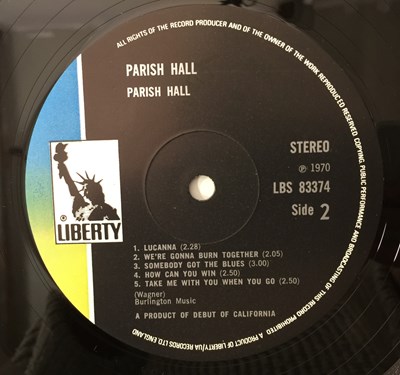 ALL RIGHTS OF THE RECORD PRODUCER AND OF THE OWNER OF THE WORK REPRODUCED RESERVED COPYING PUBLIC PERFORMANCE AND BROADCASTING OF THIS RECORD PROHIBITED A PRODUCT OF LIBERTY/UA RECORDS LTD. ENGLAND
PARISH HALL
PARISH HALL
STEREO
℗ 1970
LBS 83374
Side 2
® LIBERTY
1. LUCANNA (2.28)
2. WE'RE GONNA BURN TOGETHER (2.05)
3. SOMEBODY GOT THE BLUES (3.00)
4. HOW CAN YOU WIN (2.50)
5. TAKE ME WITH YOU WHEN YOU GO (2.50)
(Wagner)
Burlington Music
A PRODUCT OF DEBUT OF CALIFORNIA